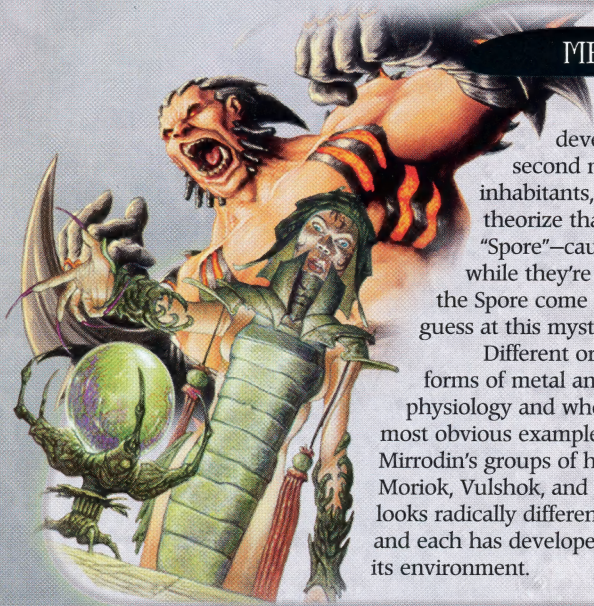 ME
deve
second m
inhabitants,
theorize tha
"Spore"—cau
while they're
the Spore come
guess at this myst
Different or
forms of metal an
physiology and whe
most obvious example
Mirrodin's groups of h
Moriok, Vulshok, and
looks radically differen
and each has develope
its environment.